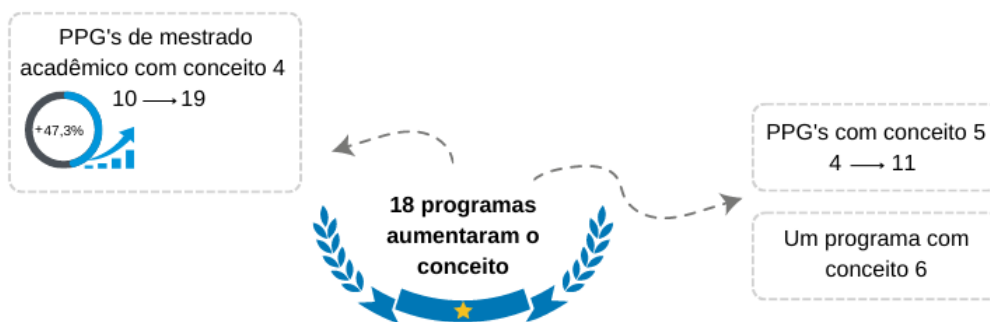 PPG's de mestrado
acadêmico com conceito 4
10 ⟶ 19
+47,3%
18 programas
aumentaram o
conceito
PPG's com conceito 5
4 ⟶ 11
Um programa com
conceito 6